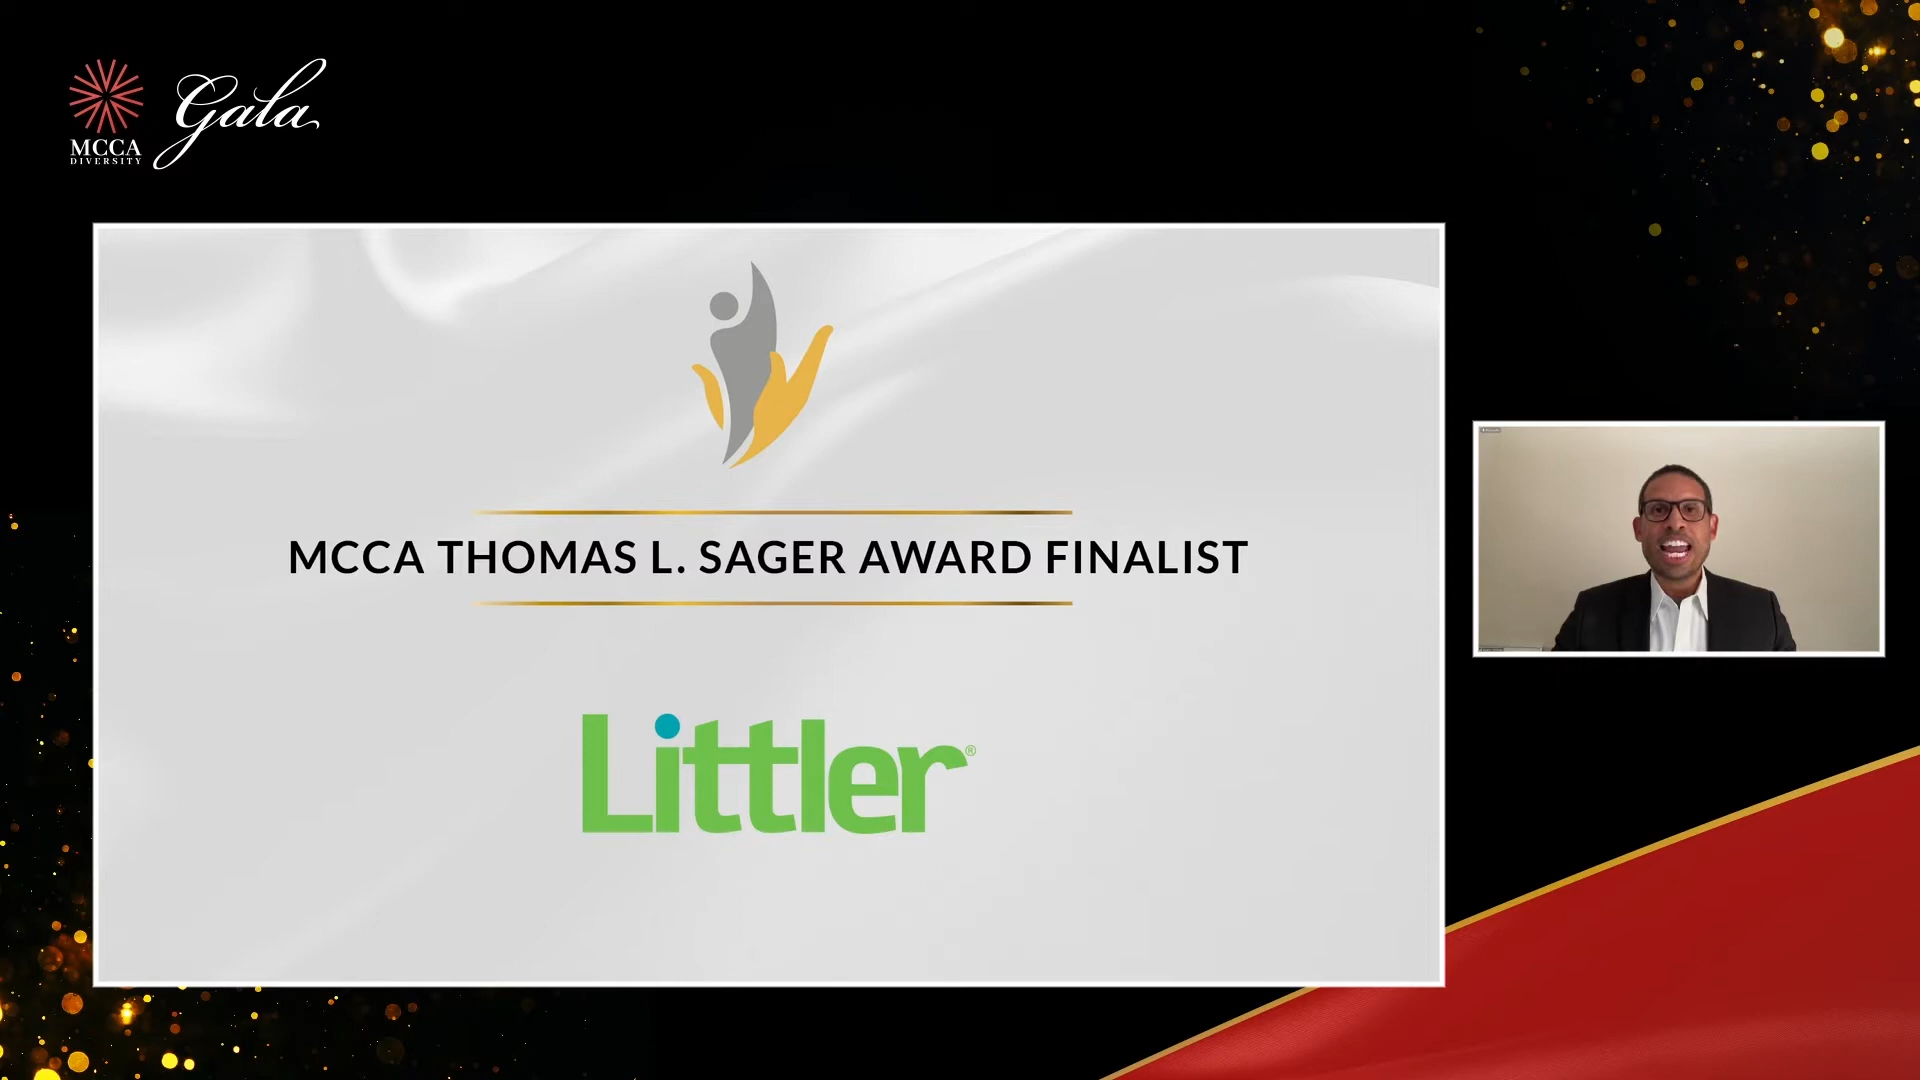 MCCA
DIVERSITY
Gala
MCCA THOMAS L. SAGER AWARD FINALIST
Littler®